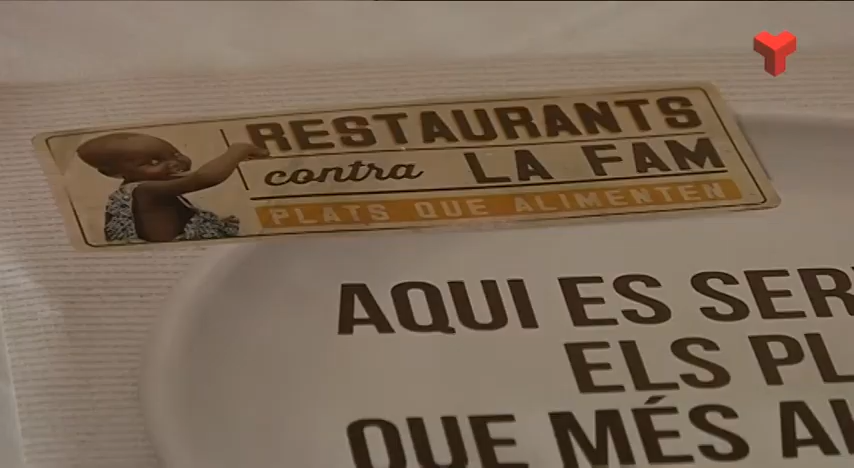 RESTAURANTS
contra LA FAM
PLATS QUE ALIMENTEN
AQUI ES
ELS
QUE MÉS